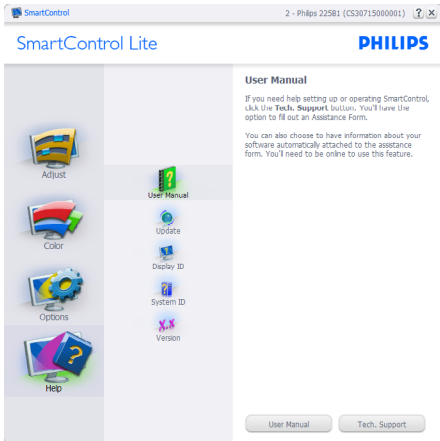 SmartControl
2 - Philips 225B1 (CS30715000001)
? X
SmartControl Lite
PHILIPS
Adjust
Color
Options
Help
User Manual
Update
Display ID
System ID
X.X
Version
User Manual
If you need help setting up or operating SmartControl,
click the Tech. Support button. You'll have the
option to fill out an Assistance Form.
You can also choose to have information about your
software automatically attached to the assistance
form. You'll need to be online to use this feature.
User Manual
Tech. Support